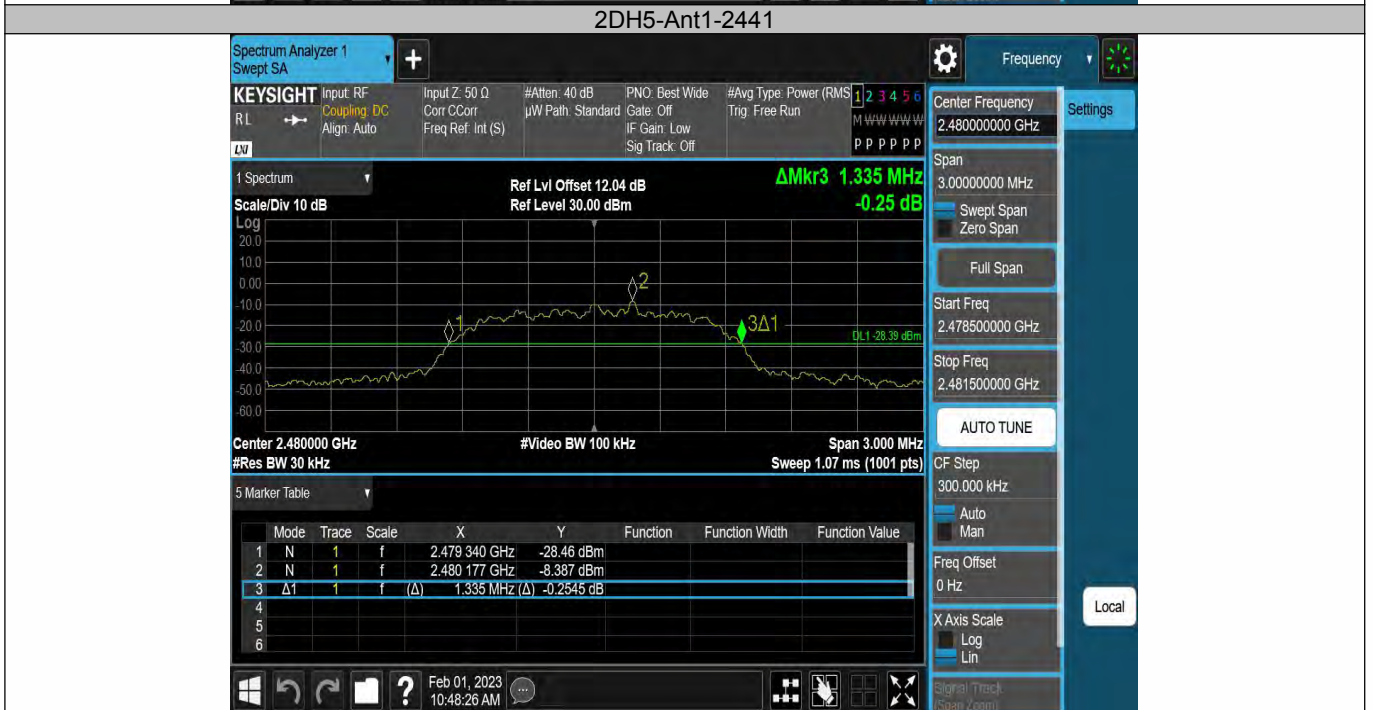 2DH5-Ant1-2441
Spectrum Analyzer 1
Swept SA
+
Frequency
KEYSIGHT
RL
LXI
Input: RF
Coupling: DC
Align: Auto
Input Z: 50 Ω
Corr CCorr
Freq Ref: Int (S)
#Atten: 40 dB
µW Path: Standard
PNO: Best Wide
Gate: Off
IF Gain: Low
Sig Track: Off
#Avg Type: Power (RMS
Trig: Free Run
1 2 3 4 5 6
M W W W W W
P P P P P P
Center Frequency
2.480000000 GHz
Settings
Span
3.00000000 MHz
Swept Span
Zero Span
Full Span
Start Freq
2.478500000 GHz
Stop Freq
2.481500000 GHz
AUTO TUNE
CF Step
300.000 kHz
Auto
Man
Freq Offset
0 Hz
X Axis Scale
Log
Lin
Signal Track
(Span Zoom)
Local
1 Spectrum
Scale/Div 10 dB
Ref Lvl Offset 12.04 dB
Ref Level 30.00 dBm
ΔMkr3 1.335 MHz
-0.25 dB
Log
20.0
10.0
0.00
-10.0
-20.0
-30.0
-40.0
-50.0
-60.0
1
2
3Δ1
DL1 -28.39 dBm
Center 2.480000 GHz
#Video BW 100 kHz
Span 3.000 MHz
#Res BW 30 kHz
Sweep 1.07 ms (1001 pts)
5 Marker Table
Mode Trace Scale X Y Function Function Width Function Value
1 N 1 f 2.479 340 GHz -28.46 dBm
2 N 1 f 2.480 177 GHz -8.387 dBm
3 Δ1 1 f (Δ) 1.335 MHz (Δ) -0.2545 dB
4
5
6
?
Feb 01, 2023
10:48:26 AM